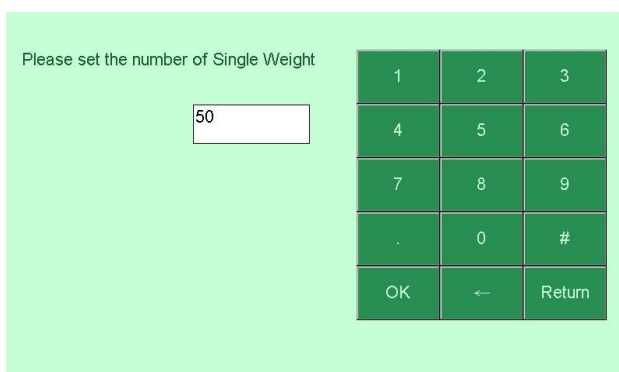 Please set the number of Single Weight
50
1 2 3
4 5 6
7 8 9
. 0 #
OK ← Return